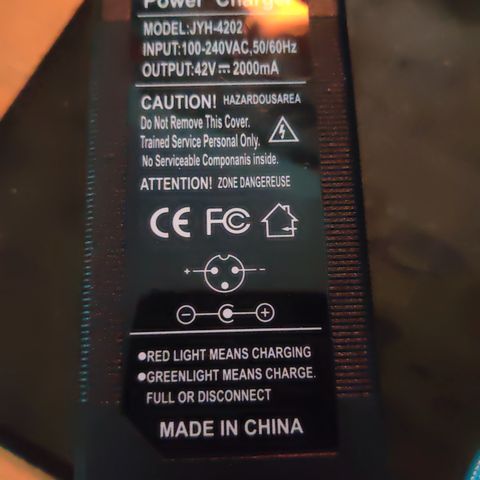 Power Charger
MODEL:JYH-4202
INPUT:100-240VAC,50/60Hz
OUTPUT:42V⎓2000mA
CAUTION! HAZARDOUSAREA
Do Not Remove This Cover.
Trained Service Personal Only.
No Serviceable Componanis inside.
ATTENTION! ZONE DANGEREUSE
CE FC
+ -
- +
●RED LIGHT MEANS CHARGING
●GREENLIGHT MEANS CHARGE.
FULL OR DISCONNECT
MADE IN CHINA